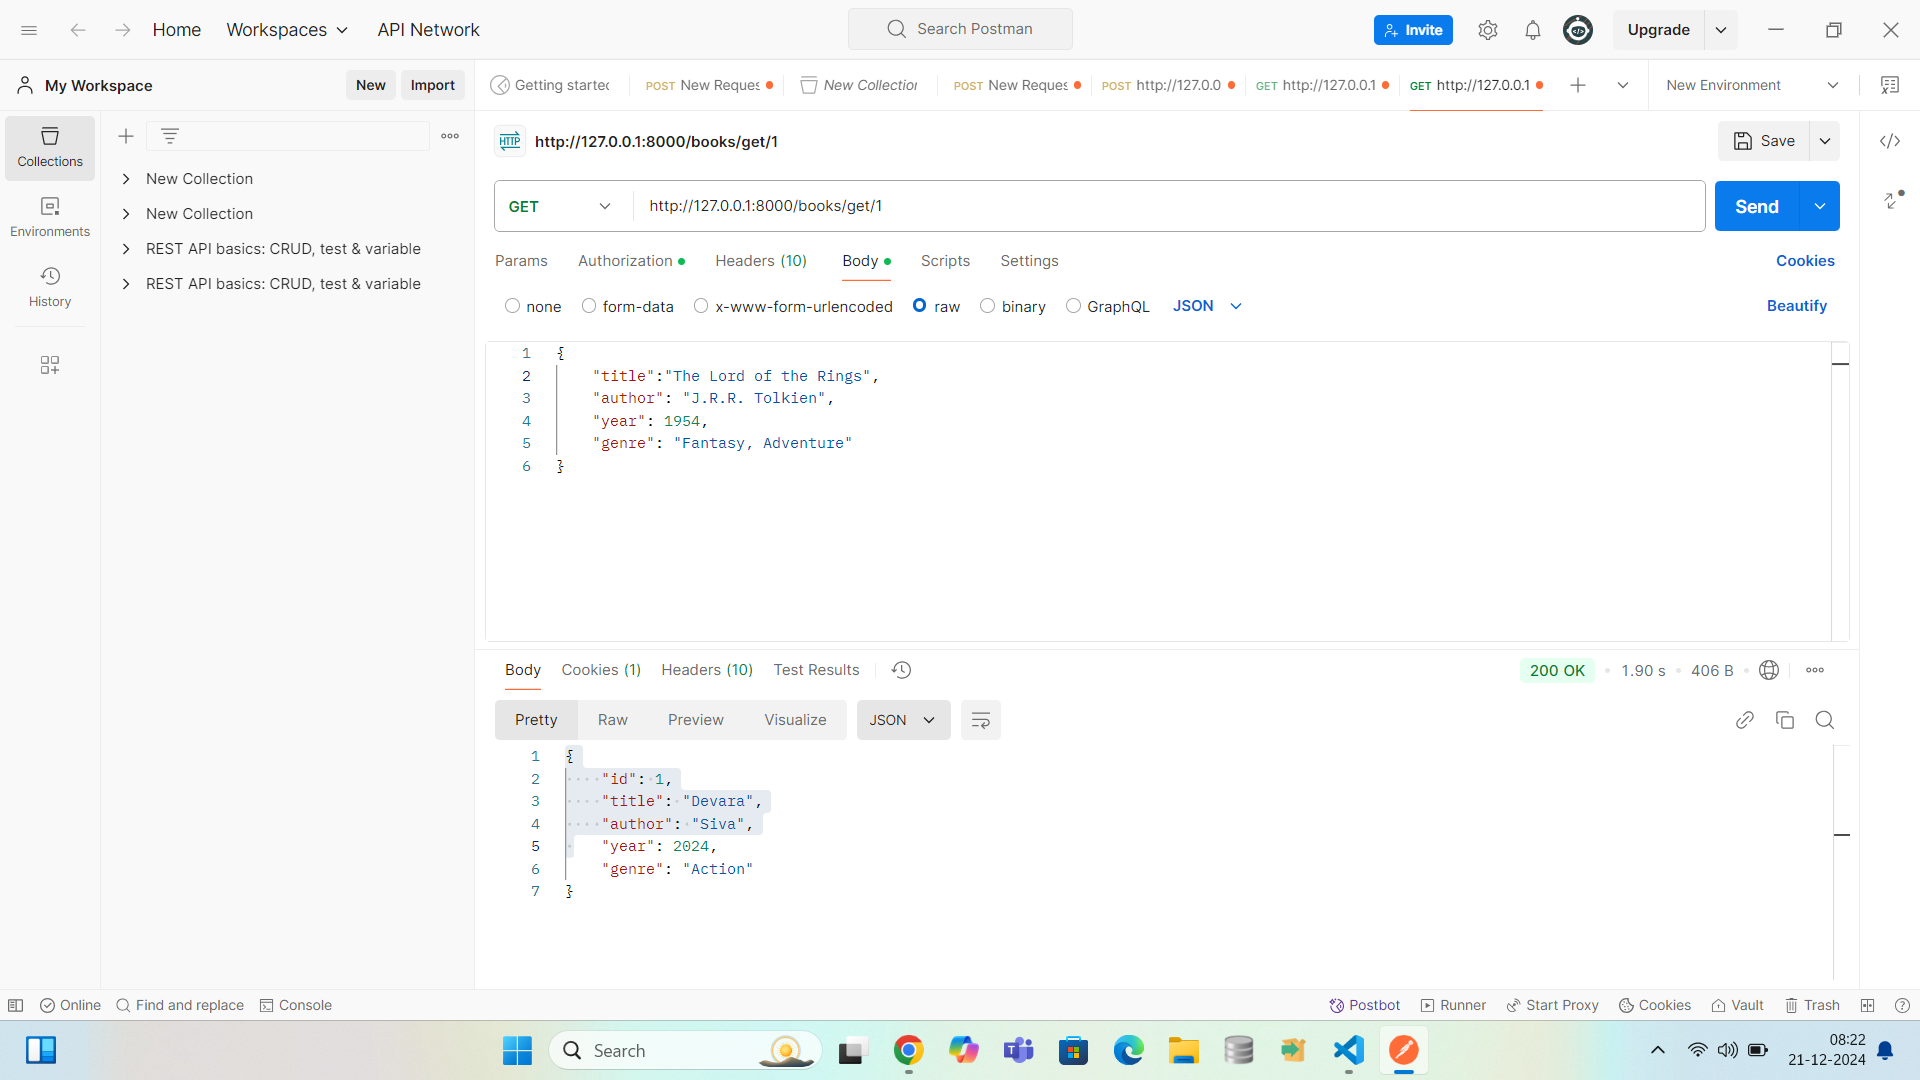 Home Workspaces API Network Search Postman Invite Upgrade
My Workspace New Import Getting started POST New Reques New Collection POST New Reques POST http://127.0.0 GET http://127.0.0.1 GET http://127.0.0.1 New Environment
Collections
Environments
History
New Collection
New Collection
REST API basics: CRUD, test & variable
REST API basics: CRUD, test & variable
HTTP http://127.0.0.1:8000/books/get/1 Save
GET http://127.0.0.1:8000/books/get/1 Send
Params Authorization Headers (10) Body Scripts Settings Cookies
none form-data x-www-form-urlencoded raw binary GraphQL JSON Beautify
1 {
2 "title":"The Lord of the Rings",
3 "author": "J.R.R. Tolkien",
4 "year": 1954,
5 "genre": "Fantasy, Adventure"
6 }
Body Cookies (1) Headers (10) Test Results 200 OK 1.90 s 406 B
Pretty Raw Preview Visualize JSON
1 {
2 "id": 1,
3 "title": "Devara",
4 "author": "Siva",
5 "year": 2024,
6 "genre": "Action"
7 }
Online Find and replace Console Postbot Runner Start Proxy Cookies Vault Trash
Search 08:22
21-12-2024